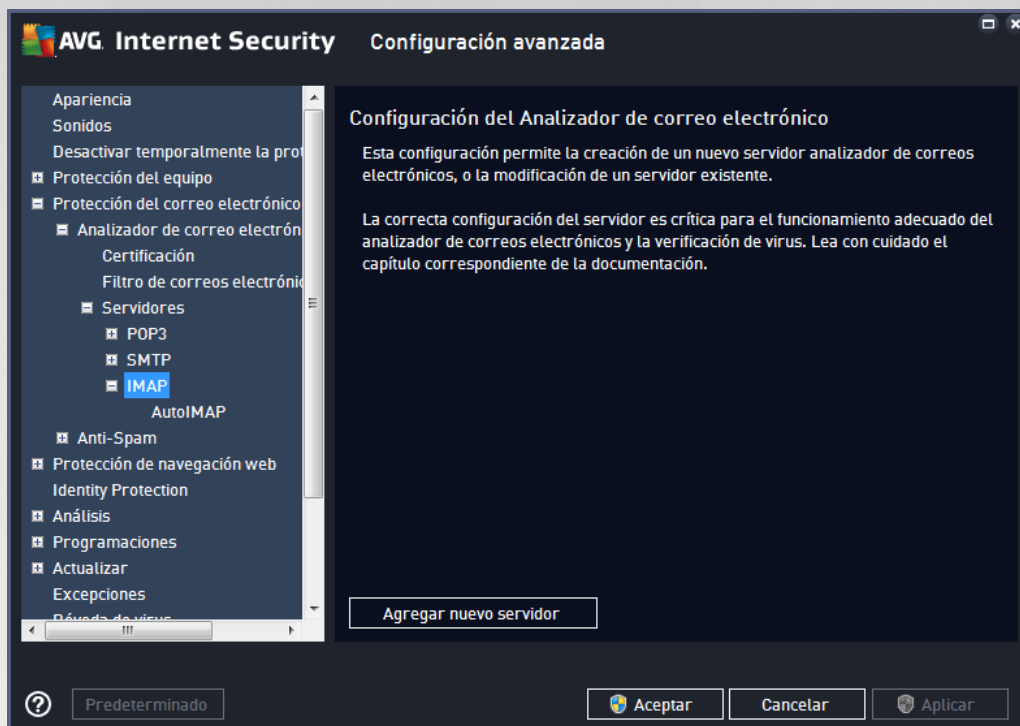 AVG. Internet Security
Configuración avanzada
Apariencia
Sonidos
Desactivar temporalmente la prot
Protección del equipo
Protección del correo electrónico
Analizador de correo electrón
Certificación
Filtro de correos electrónic
Servidores
POP3
SMTP
IMAP
AutoIMAP
Anti-Spam
Protección de navegación web
Identity Protection
Análisis
Programaciones
Actualizar
Excepciones
Bóveda de virus
Configuración del Analizador de correo electrónico
Esta configuración permite la creación de un nuevo servidor analizador de correos
electrónicos, o la modificación de un servidor existente.
La correcta configuración del servidor es crítica para el funcionamiento adecuado del
analizador de correos electrónicos y la verificación de virus. Lea con cuidado el
capítulo correspondiente de la documentación.
Agregar nuevo servidor
Predeterminado
Aceptar
Cancelar
Aplicar